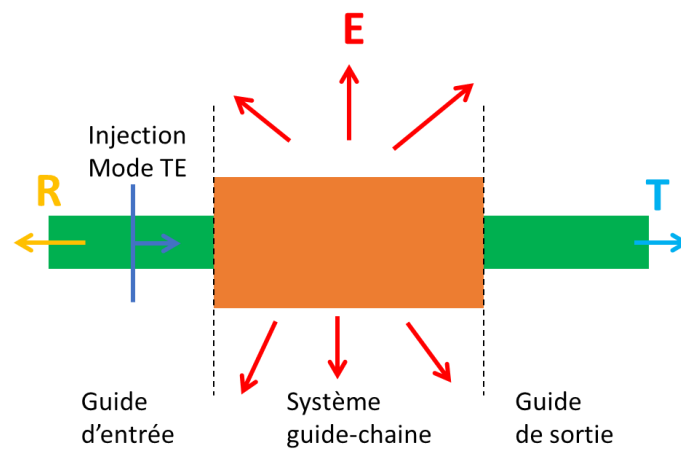 E
Injection
Mode TE
R
T
Guide
d'entrée
Système
guide-chaine
Guide
de sortie